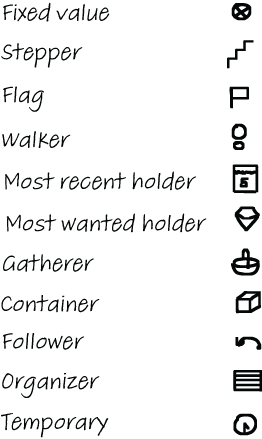 Fixed value
Stepper
Flag
Walker
Most recent holder
Most wanted holder
Gatherer
Container
Follower
Organizer
Temporary